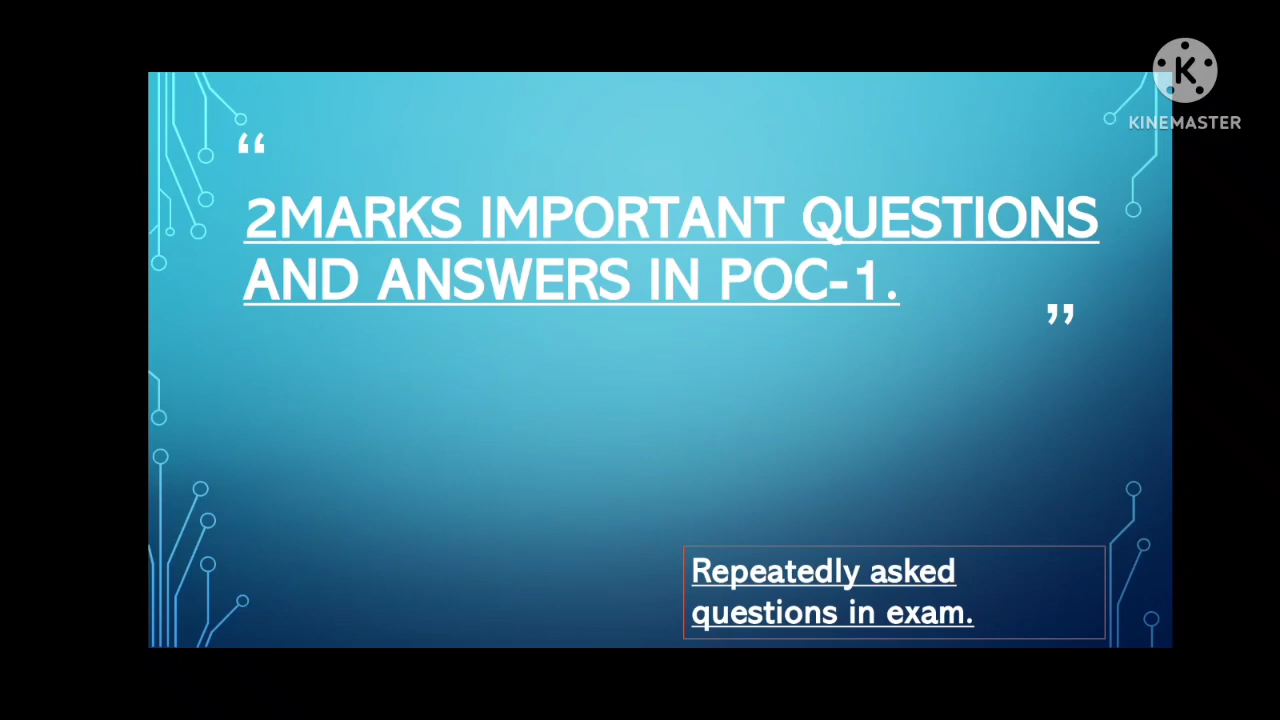 KINEMASTER
“
2MARKS IMPORTANT QUESTIONS
AND ANSWERS IN POC-1.
”
Repeatedly asked
questions in exam.